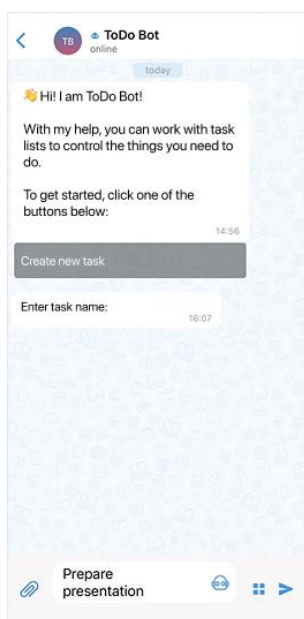 TB
ToDo Bot
online
today
👋 Hi! I am ToDo Bot!
With my help, you can work with task
lists to control the things you need to
do.
To get started, click one of the
buttons below:
14:56
Create new task
Enter task name:
16:07
Prepare
presentation